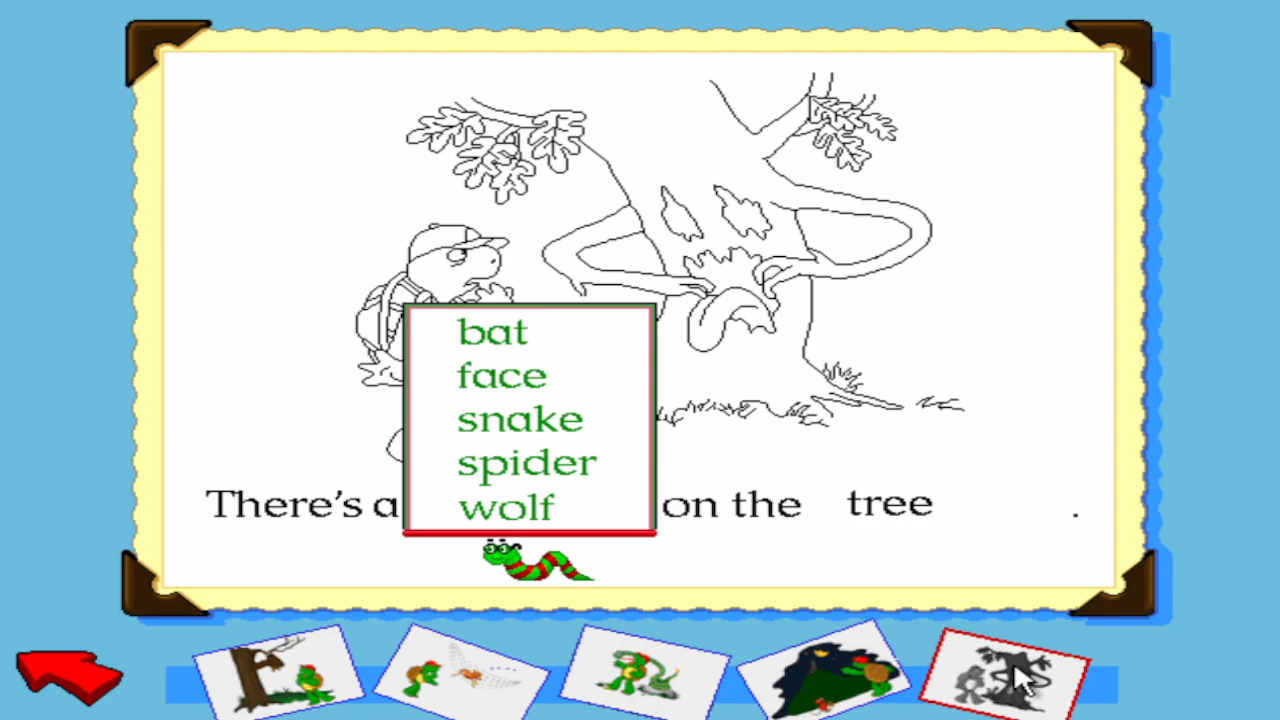 bat
face
snake
spider
wolf
There's a on the tree .